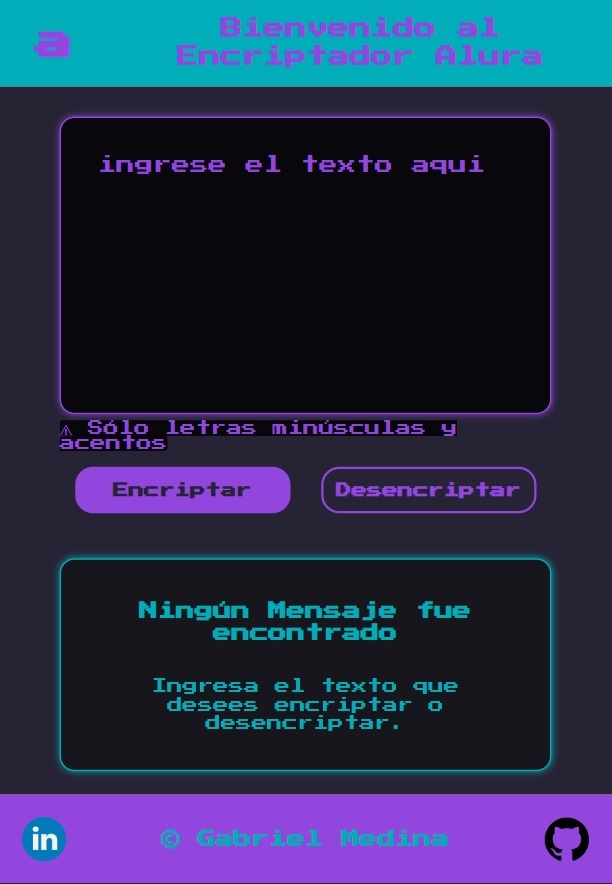 a
Bienvenido al
Encriptador Alura
ingrese el texto aqui
⚠ Sólo letras minúsculas y
acentos
Encriptar
Desencriptar
Ningún Mensaje fue
encontrado
Ingresa el texto que
desees encriptar o
desencriptar.
in
© Gabriel Medina